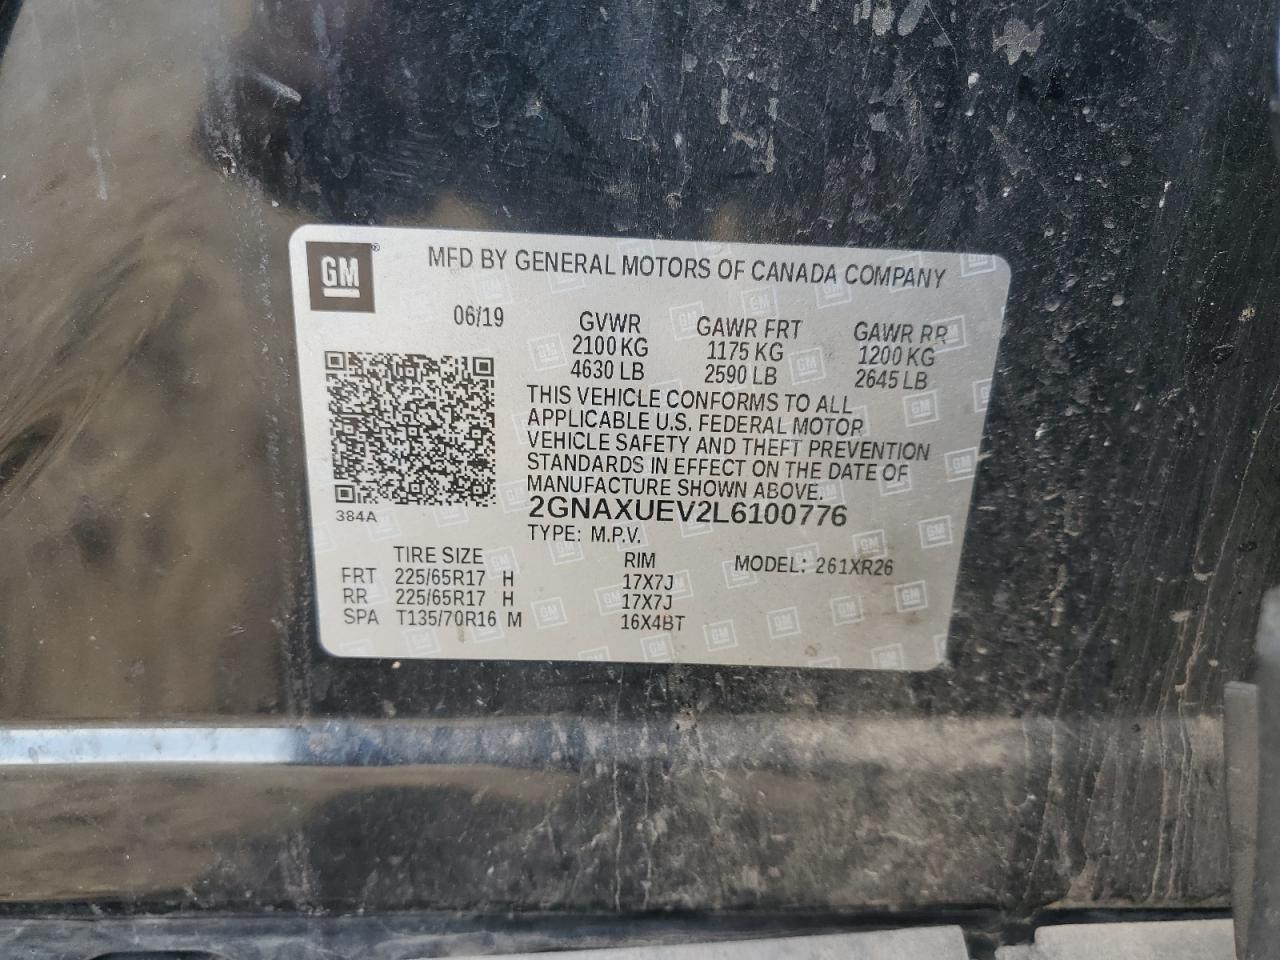 GM®
MFD BY GENERAL MOTORS OF CANADA COMPANY
06/19
GVWR GAWR FRT GAWR RR
2100 KG 1175 KG 1200 KG
4630 LB 2590 LB 2645 LB
THIS VEHICLE CONFORMS TO ALL
APPLICABLE U.S. FEDERAL MOTOR
VEHICLE SAFETY AND THEFT PREVENTION
STANDARDS IN EFFECT ON THE DATE OF
MANUFACTURE SHOWN ABOVE.
384A
2GNAXUEV2L6100776
TYPE: M.P.V.
TIRE SIZE RIM MODEL: 261XR26
FRT 225/65R17 H 17X7J
RR 225/65R17 H 17X7J
SPA T135/70R16 M 16X4BT